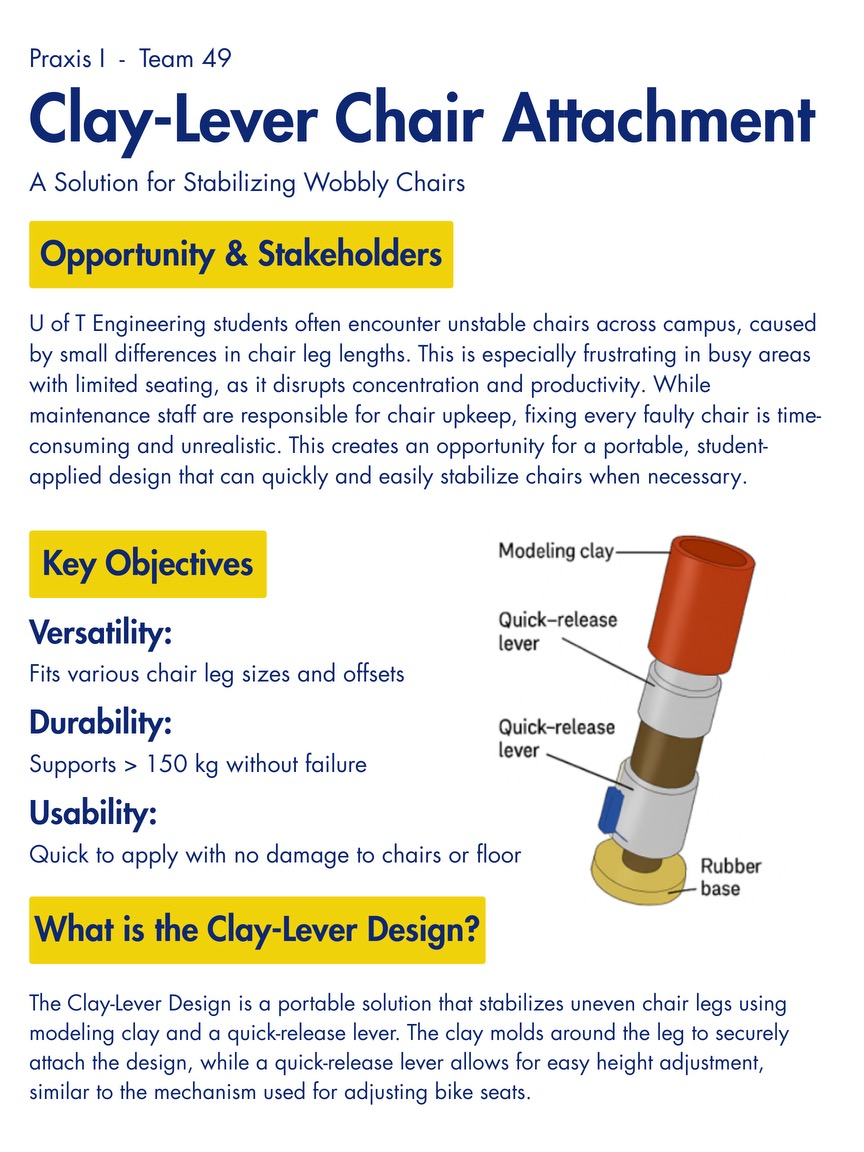 Praxis I - Team 49
Clay-Lever Chair Attachment
A Solution for Stabilizing Wobbly Chairs
Opportunity & Stakeholders
U of T Engineering students often encounter unstable chairs across campus, caused
by small differences in chair leg lengths. This is especially frustrating in busy areas
with limited seating, as it disrupts concentration and productivity. While
maintenance staff are responsible for chair upkeep, fixing every faulty chair is time-
consuming and unrealistic. This creates an opportunity for a portable, student-
applied design that can quickly and easily stabilize chairs when necessary.
Key Objectives
Versatility:
Fits various chair leg sizes and offsets
Durability:
Supports > 150 kg without failure
Usability:
Quick to apply with no damage to chairs or floor
Modeling clay
Quick–release
lever
Quick–release
lever
Rubber
base
What is the Clay-Lever Design?
The Clay-Lever Design is a portable solution that stabilizes uneven chair legs using
modeling clay and a quick-release lever. The clay molds around the leg to securely
attach the design, while a quick-release lever allows for easy height adjustment,
similar to the mechanism used for adjusting bike seats.